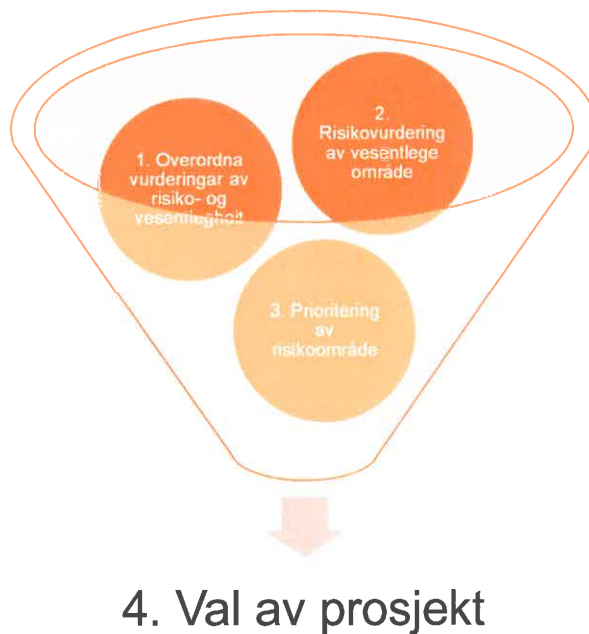 1. Overordna
vurderingar av
risiko- og
vesentlegheit
2.
Risikovurdering
av vesentlege
område
3. Prioritering
av
risikoområde
4. Val av prosjekt